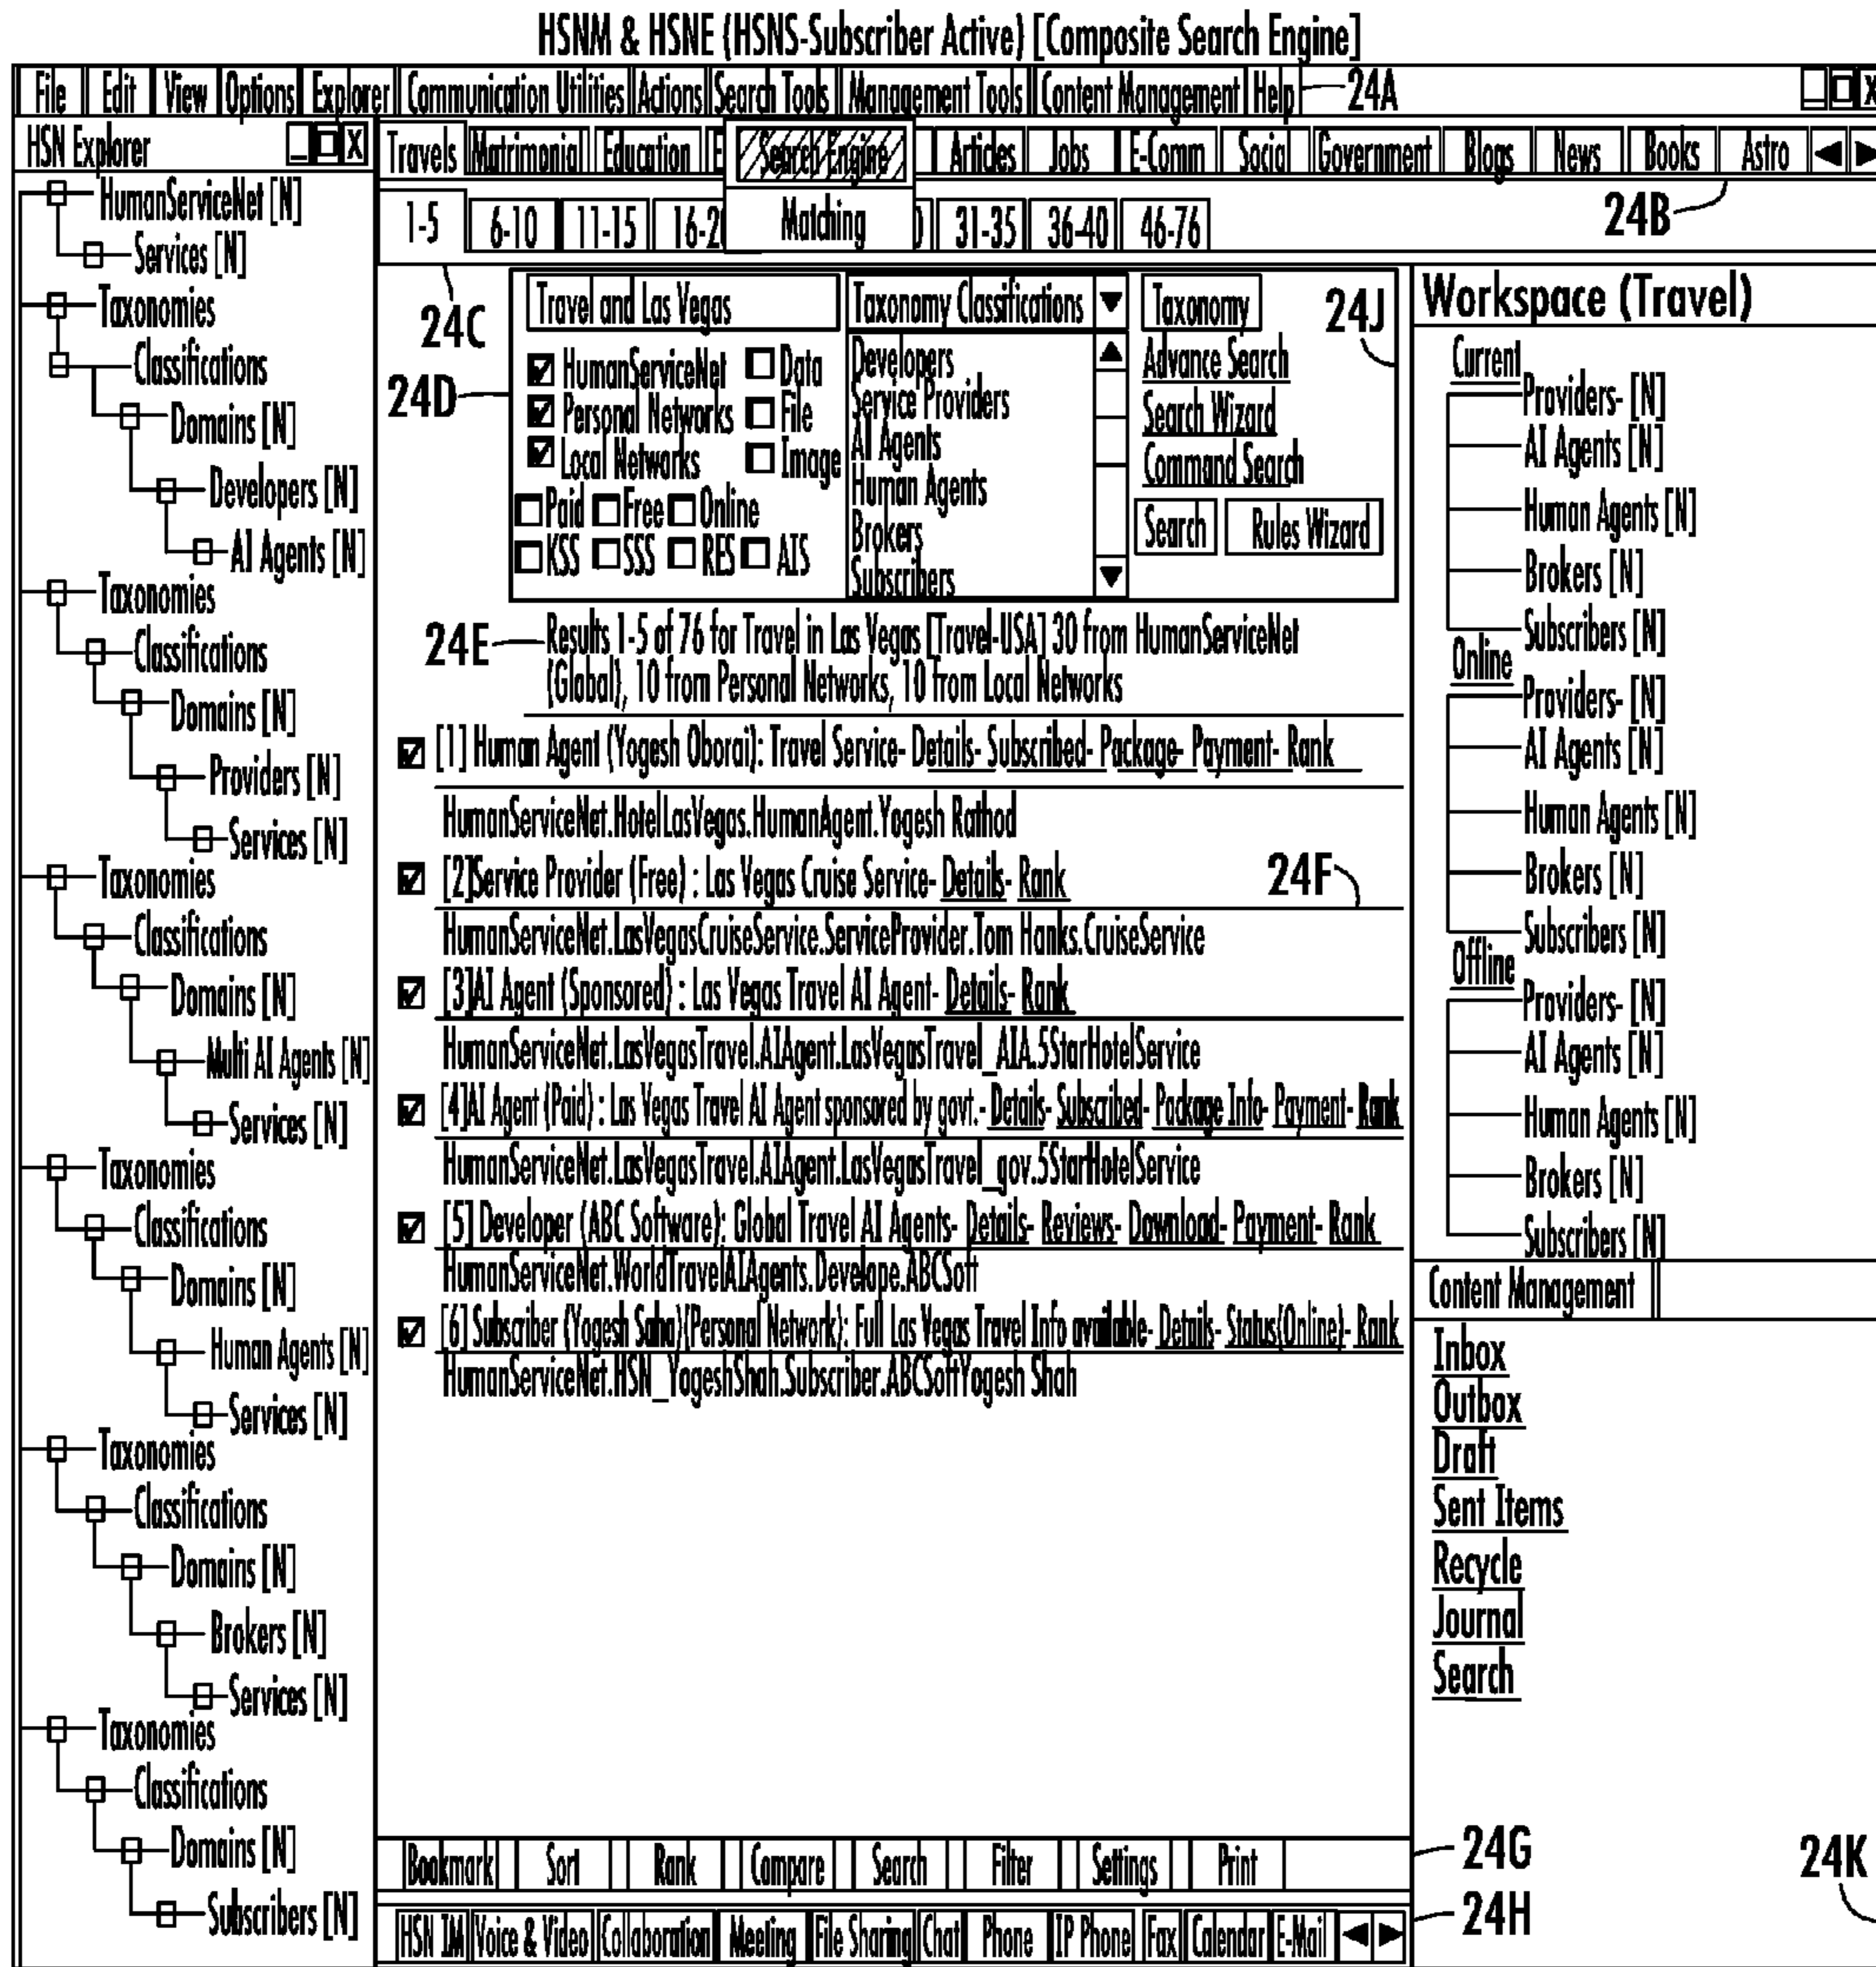 HSNM & HSNE (HSNS-Subscriber Active) [Composite Search Engine]
File Edit View Options Explorer Communication Utilities Actions Search Tools Management Tools Content Management Help 24A
HSN Explorer X
Travels Matrimonial Education E Search Engine Articles Jobs E-Comm Social Government Blogs News Books Astro
Matching
24B
1-5 6-10 11-15 16-2 31-35 36-40 46-76
HumanServiceNet [N]
Services [N]
Taxonomies
Classifications
Domains [N]
Developers [N]
AI Agents [N]
Taxonomies
Classifications
Domains [N]
Providers [N]
Services [N]
Taxonomies
Classifications
Domains [N]
Multi AI Agents [N]
Services [N]
Taxonomies
Classifications
Domains [N]
Human Agents [N]
Services [N]
Taxonomies
Classifications
Domains [N]
Brokers [N]
Services [N]
Taxonomies
Classifications
Domains [N]
Subscribers [N]
24C
24D
Travel and Las Vegas
HumanServiceNet Data
Personal Networks File
Local Networks Image
Paid Free Online
KSS SSS RES AIS
Taxonomy Classifications
Developers
Service Providers
AI Agents
Human Agents
Brokers
Subscribers
Taxonomy
Advance Search
Search Wizard
Command Search
Search Rules Wizard
24J
24E
Results 1-5 of 76 for Travel in Las Vegas [Travel-USA] 30 from HumanServiceNet
(Global), 10 from Personal Networks, 10 from Local Networks
[1] Human Agent (Yogesh Oborai): Travel Service- Details- Subscribed- Package- Payment- Rank
HumanServiceNet.HotelLasVegas.HumanAgent.Yogesh Rathod
[2]Service Provider (Free) : Las Vegas Cruise Service- Details- Rank
24F
HumanServiceNet.LasVegasCruiseService.ServiceProvider.Tom Hanks.CruiseService
[3]AI Agent (Sponsored) : Las Vegas Travel AI Agent- Details- Rank
HumanServiceNet.LasVegasTravel.AIAgent.LasVegasTravel_AIA.5StarHotelService
[4]AI Agent (Paid) : Las Vegas Travel AI Agent sponsored by govt.- Details- Subscribed- Package Info- Payment- Rank
HumanServiceNet.LasVegasTravel.AIAgent.LasVegasTravel_gov.5StarHotelService
[5] Developer (ABC Software): Global Travel AI Agents- Details- Reviews- Download- Payment- Rank
HumanServiceNet.WorldTravelAIAgents.Develope.ABCSoft
[6] Subscriber (Yogesh Saha)(Personal Network): Full Las Vegas Travel Info available- Details- Status(Online)- Rank
HumanServiceNet.HSN_YogeshShah.Subscriber.ABCSoftYogesh Shah
Workspace (Travel)
Current
Providers- [N]
AI Agents [N]
Human Agents [N]
Brokers [N]
Subscribers [N]
Online
Providers- [N]
AI Agents [N]
Human Agents [N]
Brokers [N]
Subscribers [N]
Offline
Providers- [N]
AI Agents [N]
Human Agents [N]
Brokers [N]
Subscribers [N]
Content Management
Inbox
Outbox
Draft
Sent Items
Recycle
Journal
Search
Bookmark Sort Rank Compare Search Filter Settings Print
24G
24K
HSN IM Voice & Video Collaboration Meeting File Sharing Chat Phone IP Phone Fax Calendar E-Mail
24H